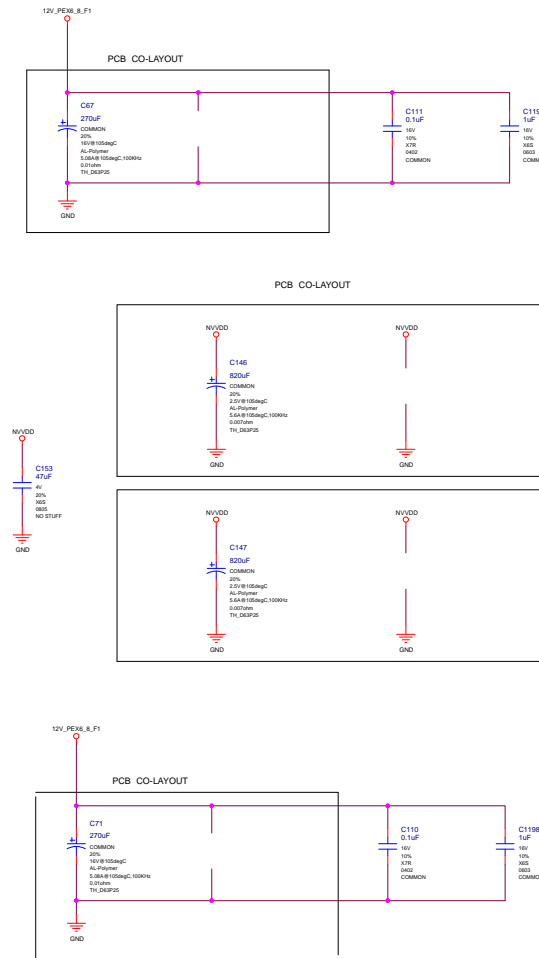 12V_PEX6_8_F1
PCB CO-LAYOUT
C67
270uF
COMMON
20%
16V@105degC
AL-Polymer
5.08A@105degC,100KHz
0.01ohm
TH_D63P25
GND
C111
0.1uF
16V
10%
X7R
0402
COMMON
C119
1uF
16V
10%
X6S
0603
COMM
PCB CO-LAYOUT
NVVDD
C146
820uF
COMMON
20%
2.5V@105degC
AL-Polymer
5.6A@105degC,100KHz
0.007ohm
TH_D63P25
GND
NVVDD
GND
NVVDD
C153
47uF
4V
20%
X6S
0805
NO STUFF
GND
NVVDD
C147
820uF
COMMON
20%
2.5V@105degC
AL-Polymer
5.6A@105degC,100KHz
0.007ohm
TH_D63P25
GND
NVVDD
GND
12V_PEX6_8_F1
PCB CO-LAYOUT
C71
270uF
COMMON
20%
16V@105degC
AL-Polymer
5.08A@105degC,100KHz
0.01ohm
TH_D63P25
GND
C110
0.1uF
16V
10%
X7R
0402
COMMON
C1198
1uF
16V
10%
X6S
0603
COMMO